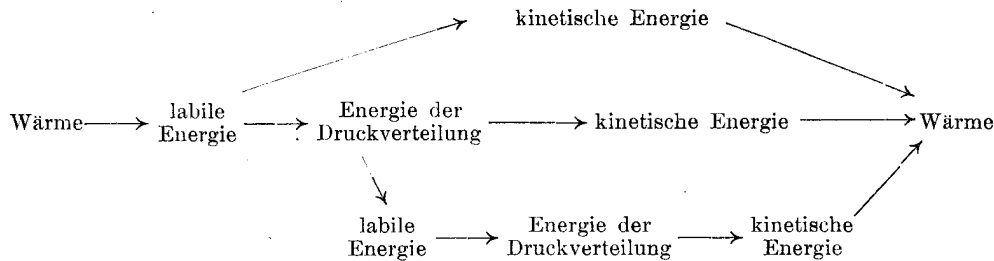 kinetische Energie
Wärme
labile
Energie
Energie der
Druckverteilung
kinetische Energie
Wärme
labile
Energie
Energie der
Druckverteilung
kinetische
Energie